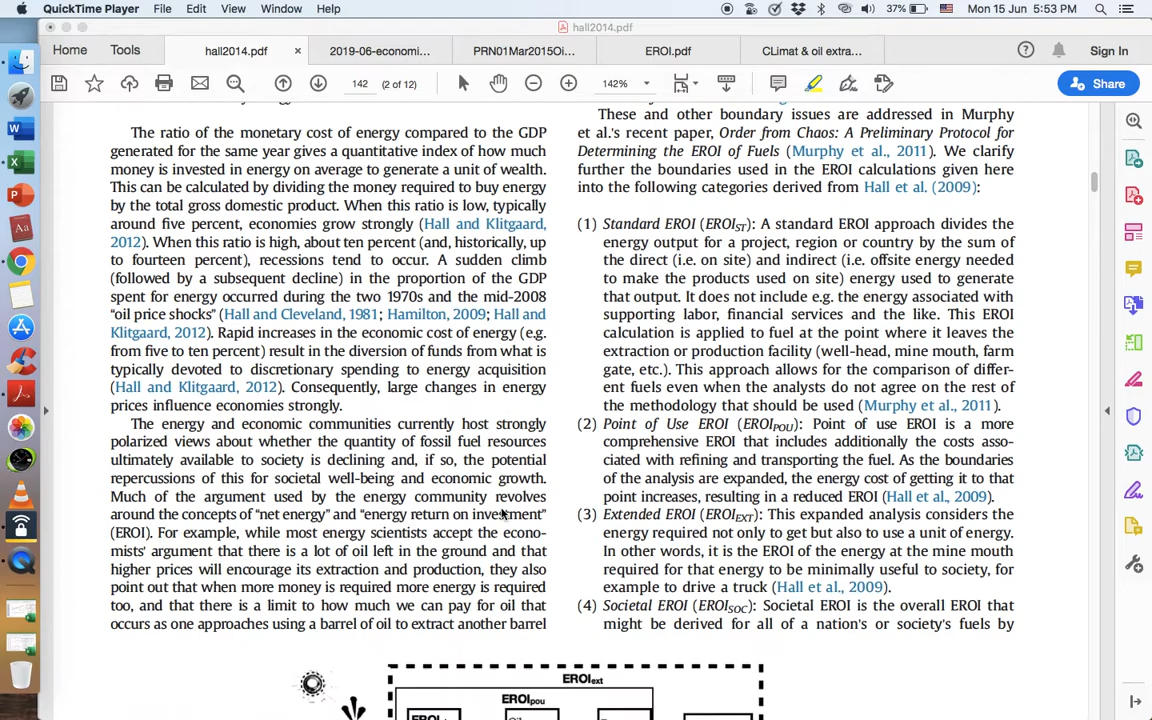 QuickTime Player File Edit View Window Help 37% Mon 15 Jun 5:53 PM
hall2014.pdf
Home Tools hall2014.pdf × 2019-06-economi... PRN01Mar2015Oi... EROI.pdf CLimat & oil extra... Sign In
142 (2 of 12) 142% Share
The ratio of the monetary cost of energy compared to the GDP
generated for the same year gives a quantitative index of how much
money is invested in energy on average to generate a unit of wealth.
This can be calculated by dividing the money required to buy energy
by the total gross domestic product. When this ratio is low, typically
around five percent, economies grow strongly (Hall and Klitgaard,
2012). When this ratio is high, about ten percent (and, historically, up
to fourteen percent), recessions tend to occur. A sudden climb
(followed by a subsequent decline) in the proportion of the GDP
spent for energy occurred during the two 1970s and the mid-2008
“oil price shocks” (Hall and Cleveland, 1981; Hamilton, 2009; Hall and
Klitgaard, 2012). Rapid increases in the economic cost of energy (e.g.
from five to ten percent) result in the diversion of funds from what is
typically devoted to discretionary spending to energy acquisition
(Hall and Klitgaard, 2012). Consequently, large changes in energy
prices influence economies strongly.
The energy and economic communities currently host strongly
polarized views about whether the quantity of fossil fuel resources
ultimately available to society is declining and, if so, the potential
repercussions of this for societal well-being and economic growth.
Much of the argument used by the energy community revolves
around the concepts of “net energy” and “energy return on investment”
(EROI). For example, while most energy scientists accept the econo-
mists’ argument that there is a lot of oil left in the ground and that
higher prices will encourage its extraction and production, they also
point out that when more money is required more energy is required
too, and that there is a limit to how much we can pay for oil that
occurs as one approaches using a barrel of oil to extract another barrel
These and other boundary issues are addressed in Murphy
et al.'s recent paper, Order from Chaos: A Preliminary Protocol for
Determining the EROI of Fuels (Murphy et al., 2011). We clarify
further the boundaries used in the EROI calculations given here
into the following categories derived from Hall et al. (2009):
(1) Standard EROI (EROIST): A standard EROI approach divides the
energy output for a project, region or country by the sum of
the direct (i.e. on site) and indirect (i.e. offsite energy needed
to make the products used on site) energy used to generate
that output. It does not include e.g. the energy associated with
supporting labor, financial services and the like. This EROI
calculation is applied to fuel at the point where it leaves the
extraction or production facility (well-head, mine mouth, farm
gate, etc.). This approach allows for the comparison of differ-
ent fuels even when the analysts do not agree on the rest of
the methodology that should be used (Murphy et al., 2011).
(2) Point of Use EROI (EROIPOU): Point of use EROI is a more
comprehensive EROI that includes additionally the costs asso-
ciated with refining and transporting the fuel. As the boundaries
of the analysis are expanded, the energy cost of getting it to that
point increases, resulting in a reduced EROI (Hall et al., 2009).
(3) Extended EROI (EROIEXT): This expanded analysis considers the
energy required not only to get but also to use a unit of energy.
In other words, it is the EROI of the energy at the mine mouth
required for that energy to be minimally useful to society, for
example to drive a truck (Hall et al., 2009).
(4) Societal EROI (EROISOC): Societal EROI is the overall EROI that
might be derived for all of a nation's or society's fuels by
EROIext
EROIpou